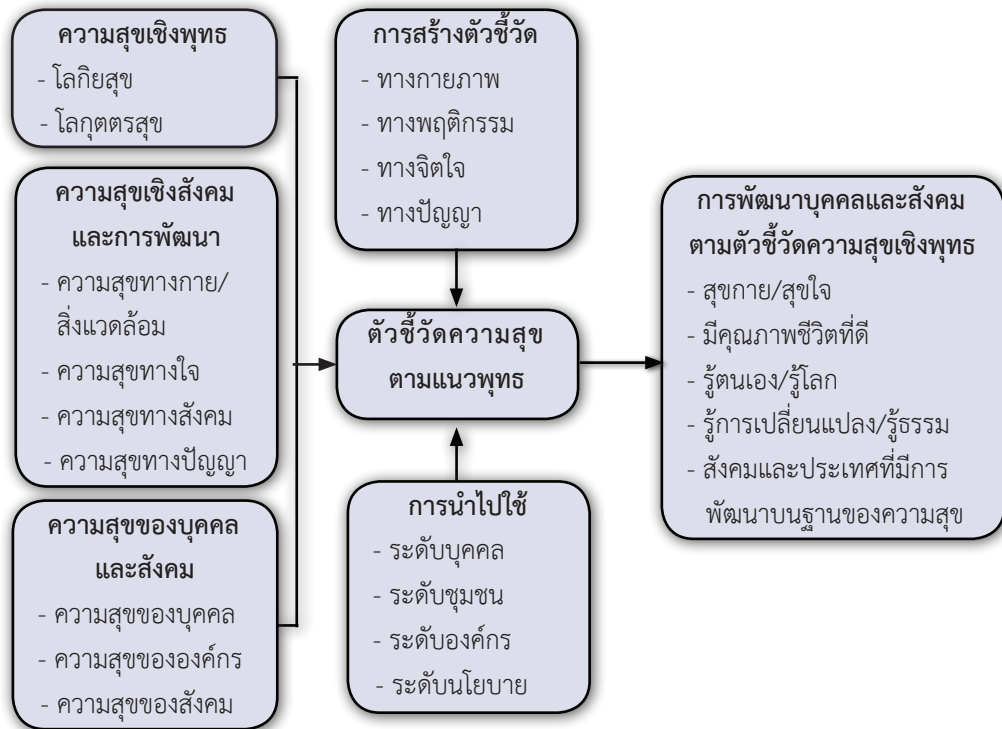 ความสุขเชิงพุทธ
- โลกิยสุข
- โลกุตตรสุข
ความสุขเชิงสังคม
และการพัฒนา
- ความสุขทางกาย/
สิ่งแวดล้อม
- ความสุขทางใจ
- ความสุขทางสังคม
- ความสุขทางปัญญา
ความสุขของบุคคล
และสังคม
- ความสุขของบุคคล
- ความสุขขององค์กร
- ความสุขของสังคม
การสร้างตัวชี้วัด
- ทางกายภาพ
- ทางพฤติกรรม
- ทางจิตใจ
- ทางปัญญา
ตัวชี้วัดความสุข
ตามแนวพุทธ
การนำไปใช้
- ระดับบุคคล
- ระดับชุมชน
- ระดับองค์กร
- ระดับนโยบาย
การพัฒนาบุคคลและสังคม
ตามตัวชี้วัดความสุขเชิงพุทธ
- สุขกาย/สุขใจ
- มีคุณภาพชีวิตที่ดี
- รู้ตนเอง/รู้โลก
- รู้การเปลี่ยนแปลง/รู้ธรรม
- สังคมและประเทศที่มีการ
พัฒนาบนฐานของความสุข